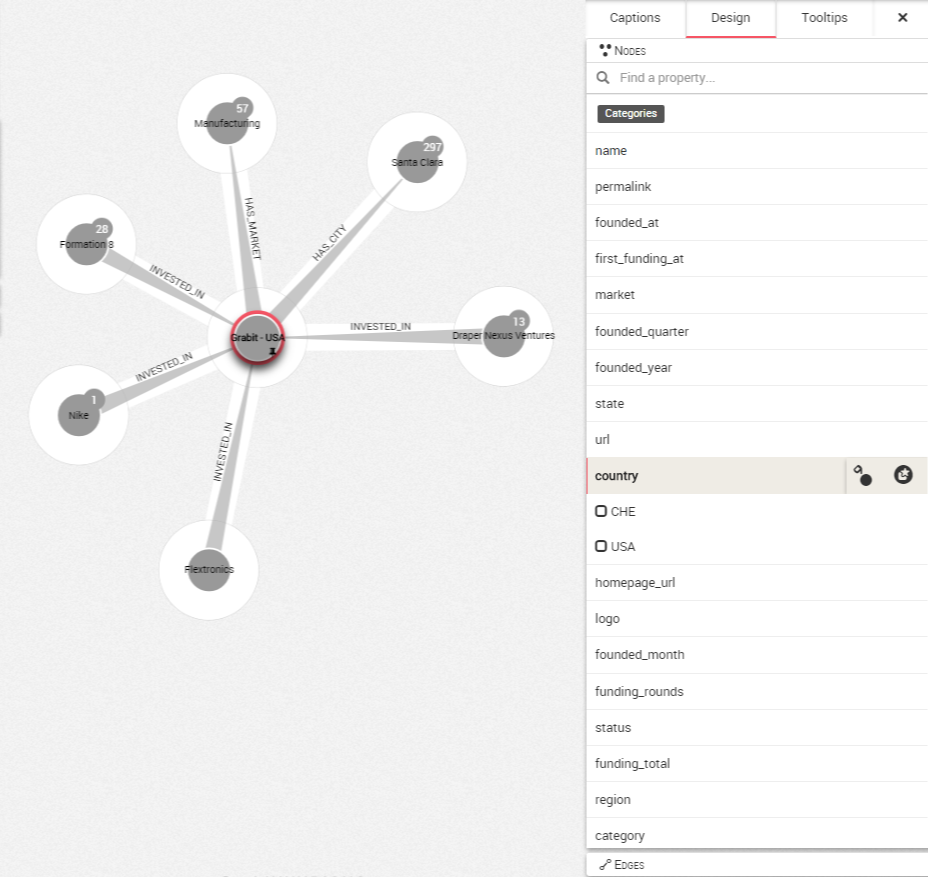 Captions
Design
Tooltips
NODES
Find a property...
Categories
name
permalink
founded_at
first_funding_at
market
founded_quarter
founded_year
state
url
country
CHE
USA
homepage_url
logo
founded_month
funding_rounds
status
funding_total
region
category
EDGES
57
Manufacturing
297
Santa Clara
HAS_MARKET
HAS_CITY
28
Formation 8
INVESTED_IN
13
Draper Nexus Ventures
INVESTED_IN
Grabit - USA
INVESTED_IN
1
Nike
INVESTED_IN
Flextronics